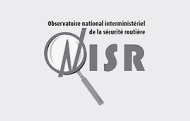 Observatoire national interministériel
de la sécurité routière
ONISR